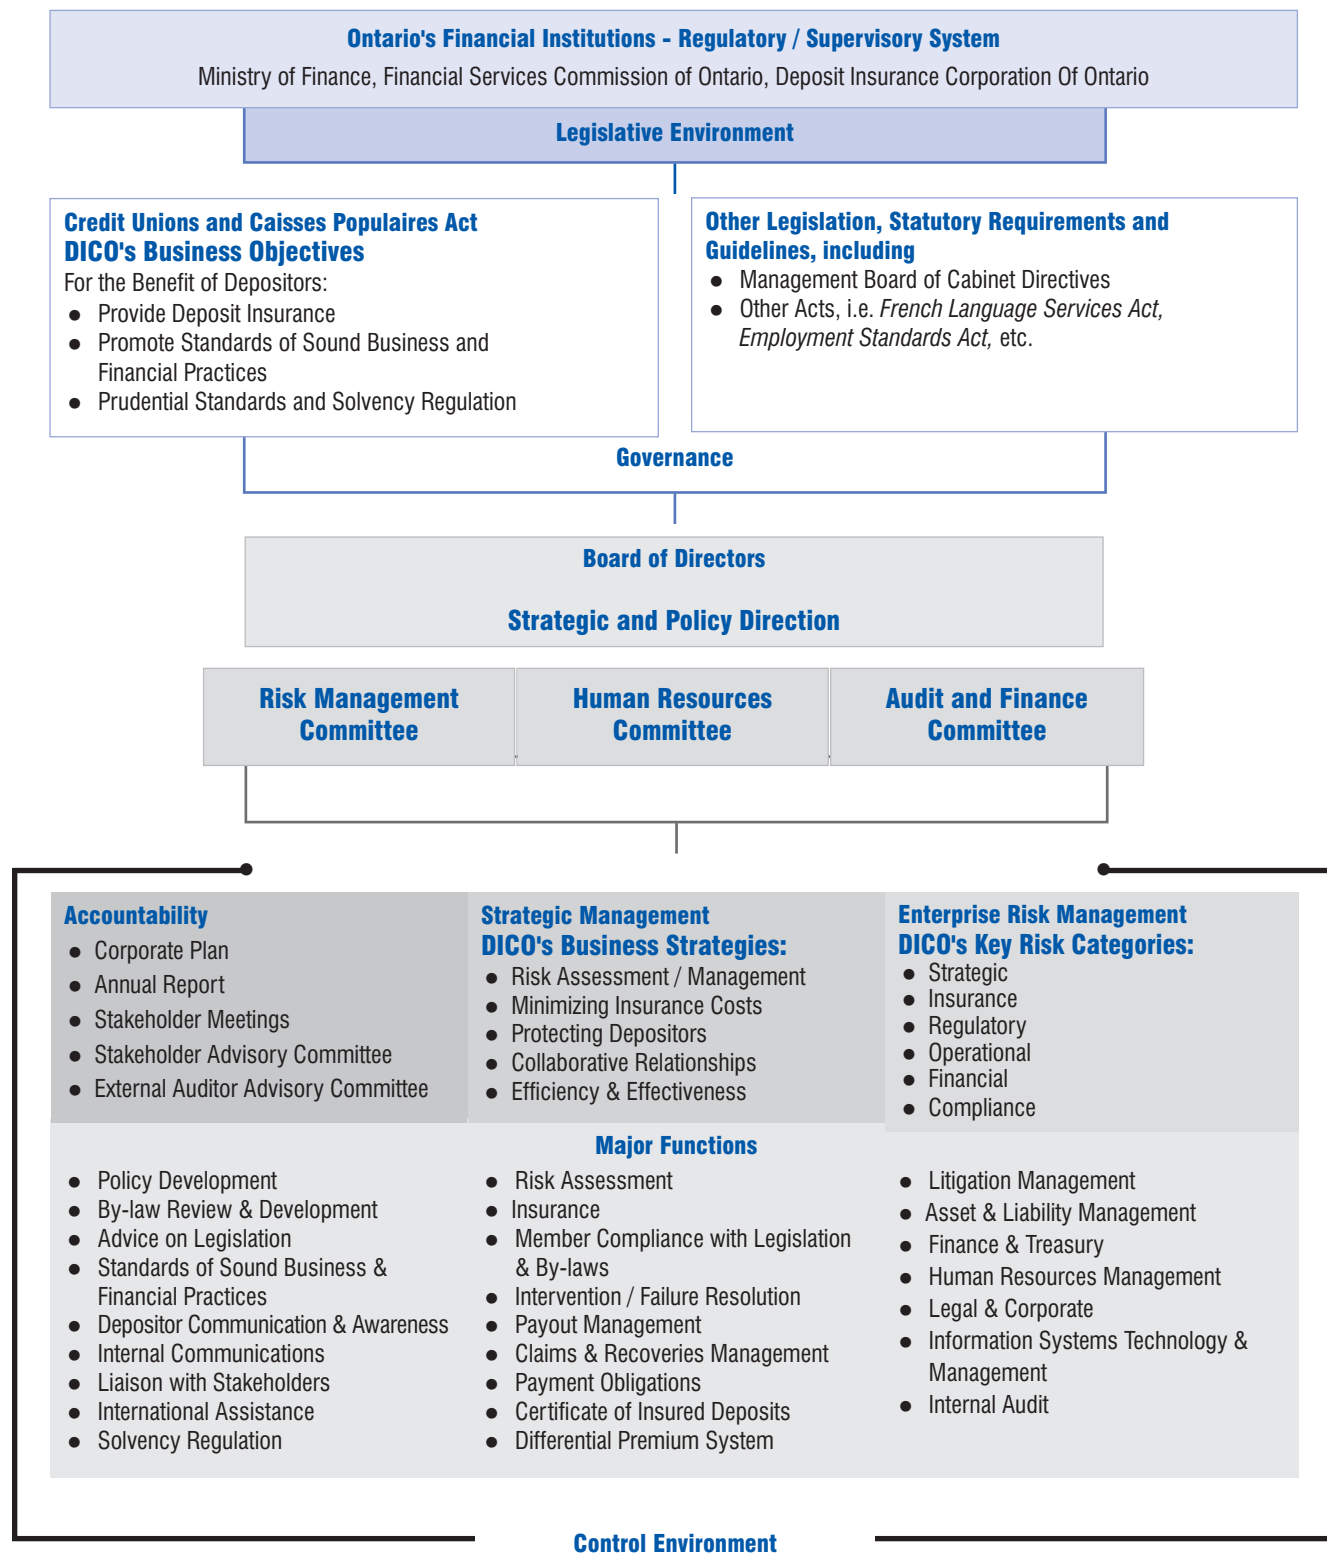 Ontario's Financial Institutions - Regulatory / Supervisory System
Ministry of Finance, Financial Services Commission of Ontario, Deposit Insurance Corporation Of Ontario
Legislative Environment
Credit Unions and Caisses Populaires Act
DICO's Business Objectives
For the Benefit of Depositors:
● Provide Deposit Insurance
● Promote Standards of Sound Business and
Financial Practices
● Prudential Standards and Solvency Regulation
Other Legislation, Statutory Requirements and
Guidelines, including
● Management Board of Cabinet Directives
● Other Acts, i.e. French Language Services Act,
Employment Standards Act, etc.
Governance
Board of Directors
Strategic and Policy Direction
Risk Management
Committee
Human Resources
Committee
Audit and Finance
Committee
Accountability
● Corporate Plan
● Annual Report
● Stakeholder Meetings
● Stakeholder Advisory Committee
● External Auditor Advisory Committee
Strategic Management
DICO's Business Strategies:
● Risk Assessment / Management
● Minimizing Insurance Costs
● Protecting Depositors
● Collaborative Relationships
● Efficiency & Effectiveness
Enterprise Risk Management
DICO's Key Risk Categories:
● Strategic
● Insurance
● Regulatory
● Operational
● Financial
● Compliance
Major Functions
● Policy Development
● By-law Review & Development
● Advice on Legislation
● Standards of Sound Business &
Financial Practices
● Depositor Communication & Awareness
● Internal Communications
● Liaison with Stakeholders
● International Assistance
● Solvency Regulation
● Risk Assessment
● Insurance
● Member Compliance with Legislation
& By-laws
● Intervention / Failure Resolution
● Payout Management
● Claims & Recoveries Management
● Payment Obligations
● Certificate of Insured Deposits
● Differential Premium System
● Litigation Management
● Asset & Liability Management
● Finance & Treasury
● Human Resources Management
● Legal & Corporate
● Information Systems Technology &
Management
● Internal Audit
Control Environment